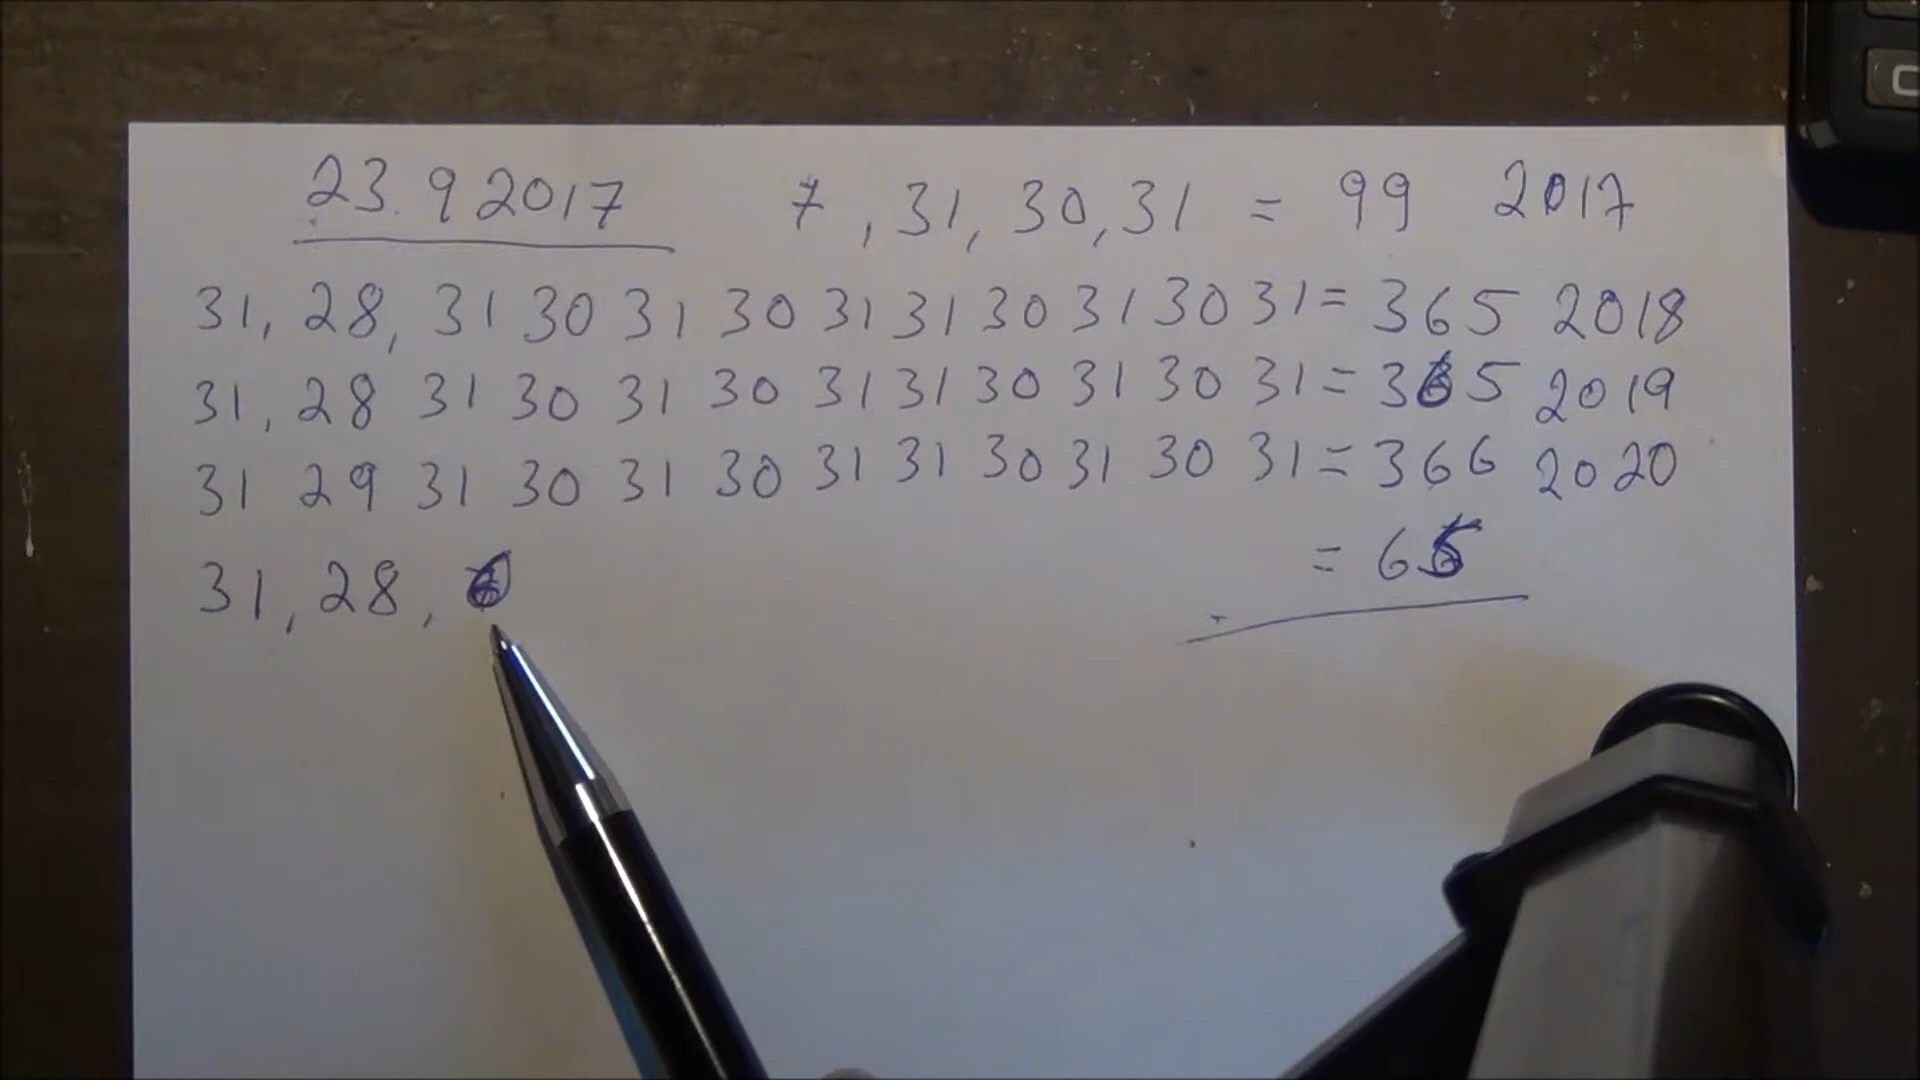 23.9 2017 7, 31, 30, 31 = 99 2017
31, 28, 31 30 31 30 31 31 30 31 30 31 = 365 2018
31, 28 31 30 31 30 31 31 30 31 30 31 = 365 2019
31 29 31 30 31 30 31 31 30 31 30 31 = 366 2020
31, 28, = 65
C